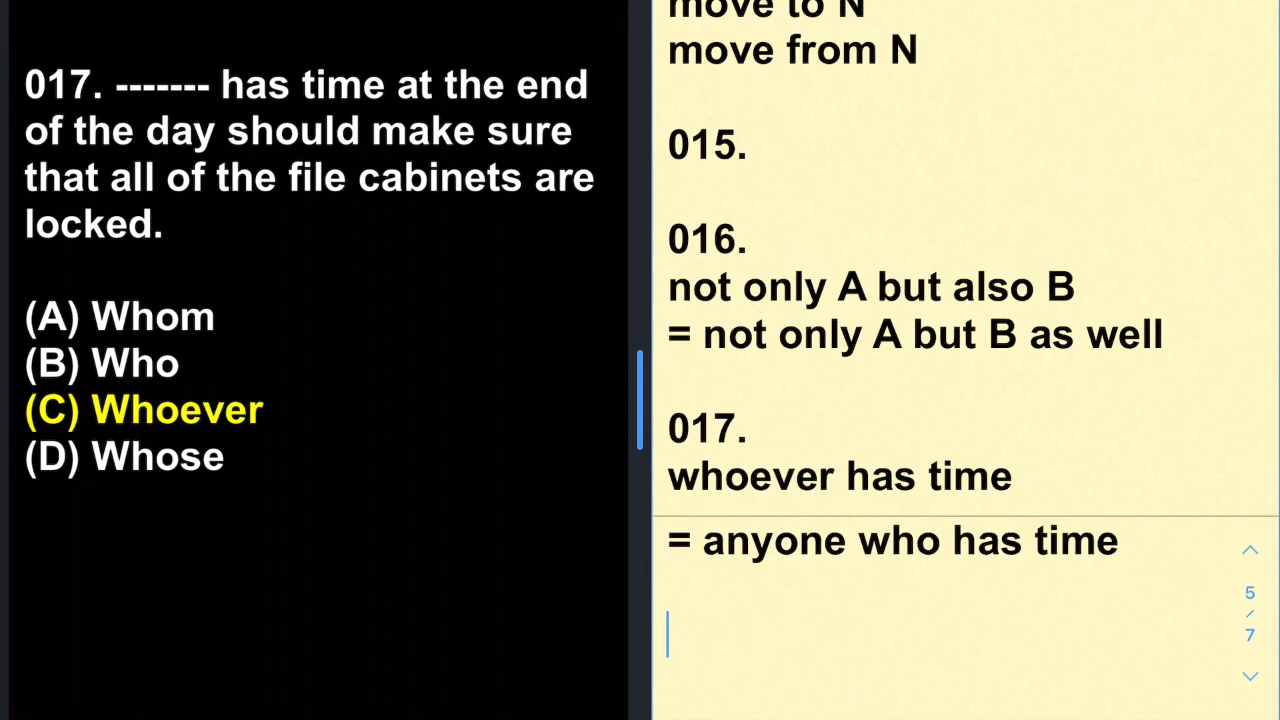 017. ------- has time at the end
of the day should make sure
that all of the file cabinets are
locked.
(A) Whom
(B) Who
(C) Whoever
(D) Whose
move to N
move from N
015.
016.
not only A but also B
= not only A but B as well
017.
whoever has time
= anyone who has time
5
/
7